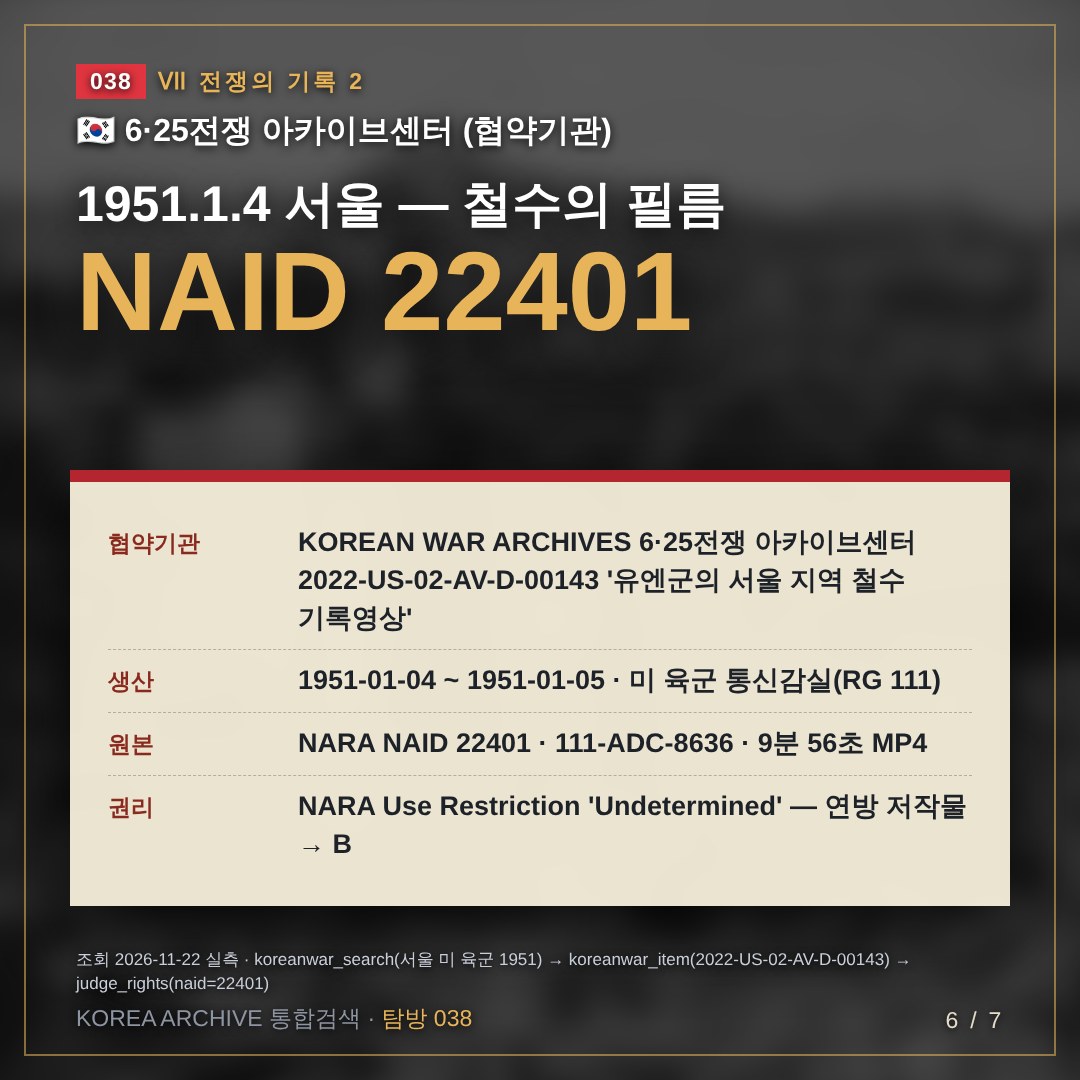 038 Ⅶ 전쟁의 기록 2
🇰🇷 6·25전쟁 아카이브센터 (협약기관)
1951.1.4 서울 — 철수의 필름
NAID 22401
협약기관 KOREAN WAR ARCHIVES 6·25전쟁 아카이브센터
2022-US-02-AV-D-00143 '유엔군의 서울 지역 철수
기록영상'
생산 1951-01-04 ~ 1951-01-05 · 미 육군 통신감실(RG 111)
원본 NARA NAID 22401 · 111-ADC-8636 · 9분 56초 MP4
권리 NARA Use Restriction 'Undetermined' — 연방 저작물
→ B
조회 2026-11-22 실측 · koreanwar_search(서울 미 육군 1951) → koreanwar_item(2022-US-02-AV-D-00143) →
judge_rights(naid=22401)
KOREA ARCHIVE 통합검색 · 탐방 038
6 / 7